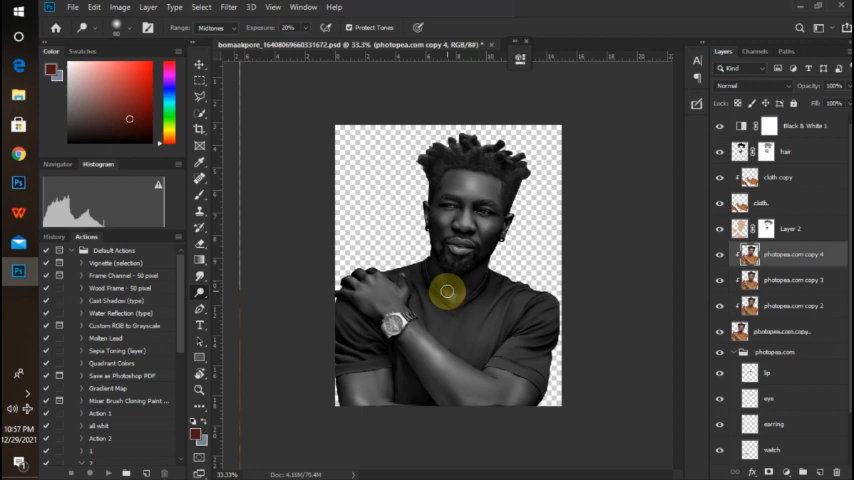 File Edit Image Layer Type Select Filter 3D View Window Help
80 Range: Midtones Exposure: 20% Protect Tones
bomaakpore_16408069660331672.psd @ 33.3% (photopea.com copy 4, RGB/8#) *
Color Swatches
Navigator Histogram
History Actions
Default Actions
Vignette (selection)
Frame Channel - 50 pixel
Wood Frame - 50 pixel
Cast Shadow (type)
Water Reflection (type)
Custom RGB to Grayscale
Molten Lead
Sepia Toning (layer)
Quadrant Colors
Save as Photoshop PDF
Gradient Map
Mixer Brush Cloning Paint ...
Action 1
all whit
Action 2
1
2
Layers Channels Paths
Kind
Normal Opacity: 100%
Lock: Fill: 100%
Black & White 1
hair
cloth copy
cloth
Layer 2
photopea.com copy 4
photopea.com copy 3
photopea.com copy 2
photopea.com copy...
photopea.com
lip
eye
earring
watch
33.33% Doc: 4.16M/70.4M
10:57 PM
12/29/2021